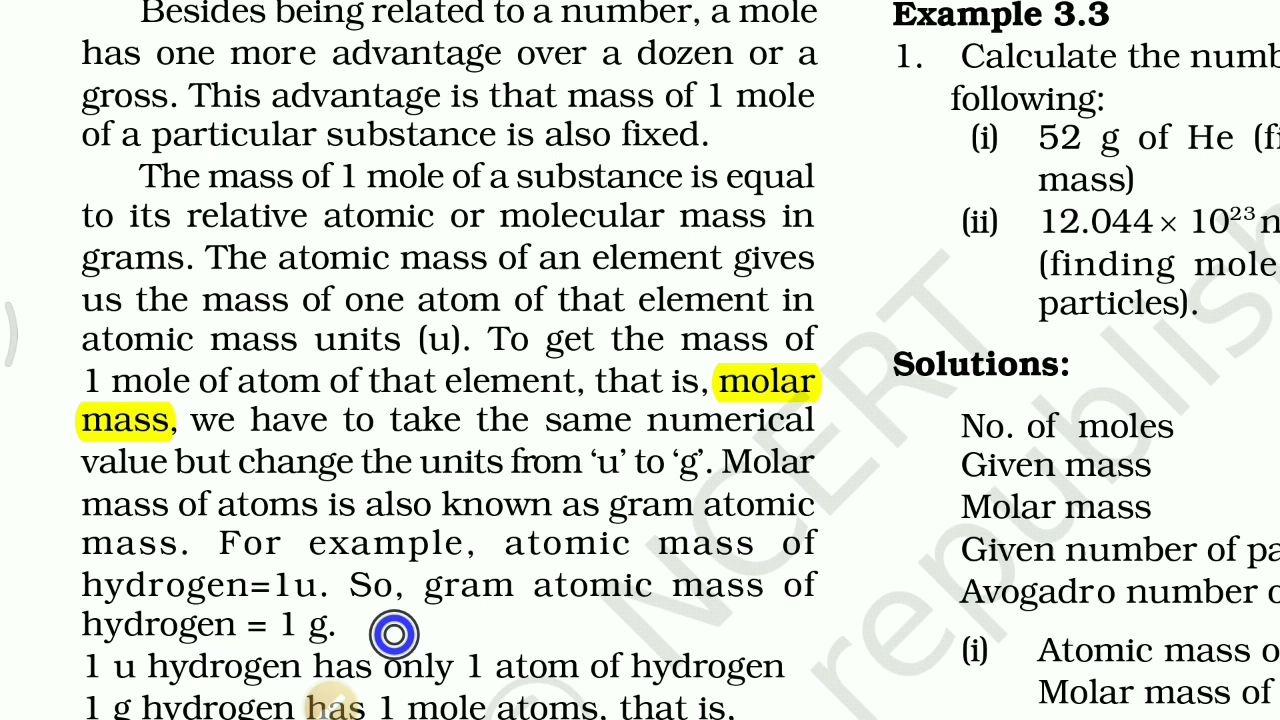 Besides being related to a number, a mole
has one more advantage over a dozen or a
gross. This advantage is that mass of 1 mole
of a particular substance is also fixed.
The mass of 1 mole of a substance is equal
to its relative atomic or molecular mass in
grams. The atomic mass of an element gives
us the mass of one atom of that element in
atomic mass units (u). To get the mass of
1 mole of atom of that element, that is, molar
mass, we have to take the same numerical
value but change the units from ‘u’ to ‘g’. Molar
mass of atoms is also known as gram atomic
mass. For example, atomic mass of
hydrogen=1u. So, gram atomic mass of
hydrogen = 1 g.
1 u hydrogen has only 1 atom of hydrogen
1 g hydrogen has 1 mole atoms, that is,
Example 3.3
1. Calculate the
following:
(i) 52 g of He
mass)
(ii) 12.044 × 10²³
(finding mole
particles).
Solutions:
No. of moles
Given mass
Molar mass
Given number of
Avogadro number
(i) Atomic mass
Molar mass of
NCERT